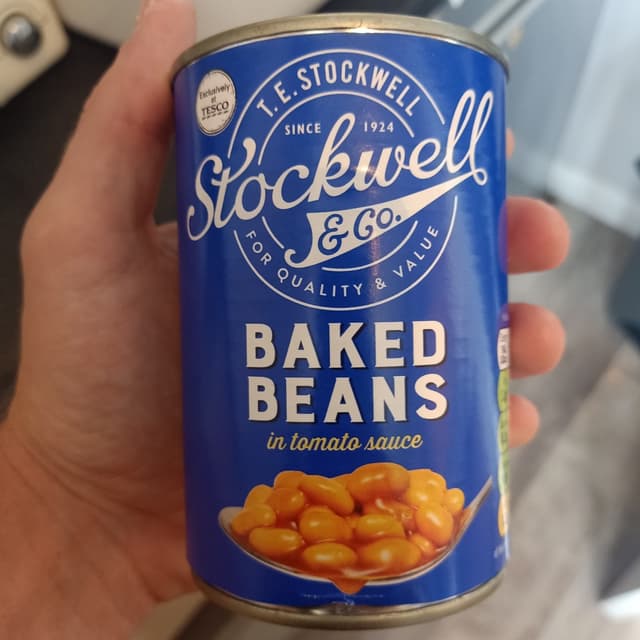 Exclusively
at
TESCO
T.E. STOCKWELL
SINCE 1924
Stockwell
& Co.
FOR QUALITY & VALUE
BAKED
BEANS
in tomato sauce